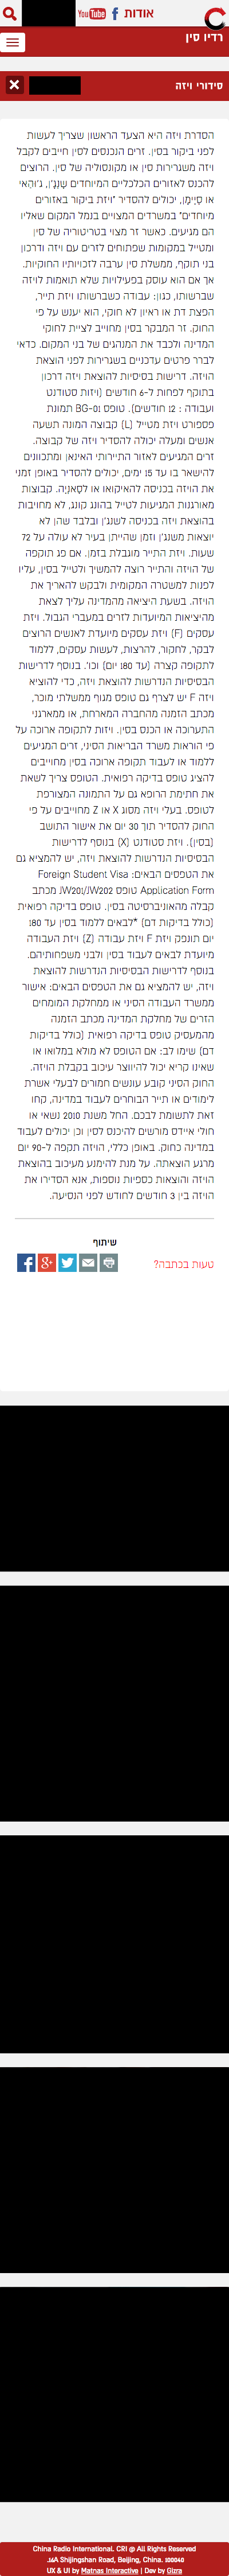 אודות
YouTube
רדיו סין
סידורי ויזה
הסדרת ויזה היא הצעד הראשון שצריך לעשות
לפני ביקור בסין. זרים הנכנסים לסין חייבים לקבל
ויזה משגרירות סין או מקונסוליה של סין. הרוצים
להכנס לאזורים הכלכליים המיוחדים שֶנְגֶ'ן, ג'וּהַאי
או סְיַימֶן, יכולים להסדיר "ויזת ביקור באזורים
מיוחדים" במשרדים המצויים בנמל המקום שאליו
הם מגיעים. כאשר זר מצוי בטריטוריה של סין
ומטייל במקומות שפתוחים לזרים עם ויזה ודרכון
בני תוקף, ממשלת סין ערבה לזכויותיו החוקיות.
אך אם הוא עוסק בפעילויות שלא תואמות לויזה
שברשותו, כגון: עבודה כשברשותו ויזת תייר,
הפצת דת או ראיון לא חוקי, הוא יענש על פי
החוק. זר המבקר בסין מחוייב לציית לחוקי
המדינה ולכבד את המנהגים של בני המקום. כדאי
לברר פרטים עדכניים בשגרירות לפני הוצאת
הויזה. דרישות בסיסיות להוצאת ויזה דרכון
בתוקף לפחות ל-6 חודשים (ויזות סטודנט
ועבודה : 12 חודשים). טופס BG-01 תמונת
פספורט ויזת מטייל (L) קבוצה המונה תשעה
אנשים ומעלה יכולה להסדיר ויזה של קבוצה.
זרים המגיעים לאזור התיירותי האינאן ומתכוונים
להישאר בו עד 15 ימים, יכולים להסדיר באופן זמני
את הויזה בכניסה להאיקואו או לסַאנְיַה. קבוצות
מאורגנות המגיעות לטייל בהונג קונג, לא מחויבות
בהוצאת ויזה בכניסה לשנג'ן ובלבד שהן לא
יוצאות משנג'ן וזמן שהייתן בעיר לא עולה על 72
שעות. ויזת התייר מוגבלת בזמן. אם פג תוקפה
של הויזה והתייר רוצה להמשיך ולטייל בסין, עליו
לפנות למשטרה המקומית ולבקש להאריך את
הויזה. בשעת היציאה מהמדינה עליך לצאת
מהיציאות המיועדות לזרים במעברי הגבול. ויזת
עסקים (F) ויזת עסקים מיועדת לאנשים הרוצים
לבקר, לחקור, להרצות, לעשות עסקים, ללמוד
לתקופה קצרה (עד 180 יום) וכו'. בנוסף לדרישות
הבסיסיות הנדרשות להוצאת ויזה, כדי להוציא
ויזה F יש לצרף גם טופס מגוף ממשלתי מוכר,
מכתב הזמנה מהחברה המארחת, או ממארגני
התערוכה או הכנס בסין. ויזות לתקופה ארוכה על
פי הוראות משרד הבריאות הסיני, זרים המגיעים
ללמוד או לעבוד תקופה ארוכה בסין מחוייבים
להציג טופס בדיקה רפואית. הטופס צריך לשאת
את חתימת הרופא גם על התמונה המצורפת
לטופס. בעלי ויזה מסוג X או Z מחוייבים על פי
החוק להסדיר תוך 30 יום את אישור התושב
(בסין). ויזת סטודנט (X) בנוסף לדרישות
הבסיסיות הנדרשות להוצאת ויזה, יש להמציא גם
את הטפסים הבאים: Foreign Student Visa
Application Form טופס JW201/JW202 מכתב
קבלה מהאוניברסיטה בסין. טופס בדיקה רפואית
(כולל בדיקות דם) *לבאים ללמוד בסין עד 180
יום תונפק ויזת F ויזת עבודה (Z) ויזת העבודה
מיועדת לבאים לעבוד בסין ולבני משפחותיהם.
בנוסף לדרישות הבסיסיות הנדרשות להוצאת
ויזה, יש להמציא גם את הטפסים הבאים: אישור
ממשרד העבודה הסיני או ממחלקת המומחים
הזרים של מחלקת המדינה מכתב הזמנה
מהמעסיק טופס בדיקה רפואית (כולל בדיקות
דם) שימו לב: אם הטופס לא מולא במלואו או
שאינו קריא יכול להיווצר עיכוב בקבלת הויזה.
החוק הסיני קובע עונשים חמורים לבעלי אשרת
לימודים או תייר הבוחרים לעבוד במדינה, קחו
זאת לתשומת לבכם. החל משנת 2010 נשאי או
חולי איידס מורשים להיכנס לסין וכן יכולים לעבוד
במדינה כחוק. באופן כללי, הויזה תקפה ל-90 יום
מרגע הוצאתה. על מנת להימנע מעיכוב בהוצאת
הויזה והוצאות כספיות נוספות, אנא הסדירו את
הויזה בין 3 חודשים לחודש לפני הנסיעה.
שיתוף
טעות בכתבה?
China Radio International. CRI @ All Rights Reserved
.16A Shijingshan Road, Beijing, China. 100040
UX & UI by Matnas Interactive | Dev by Gizra